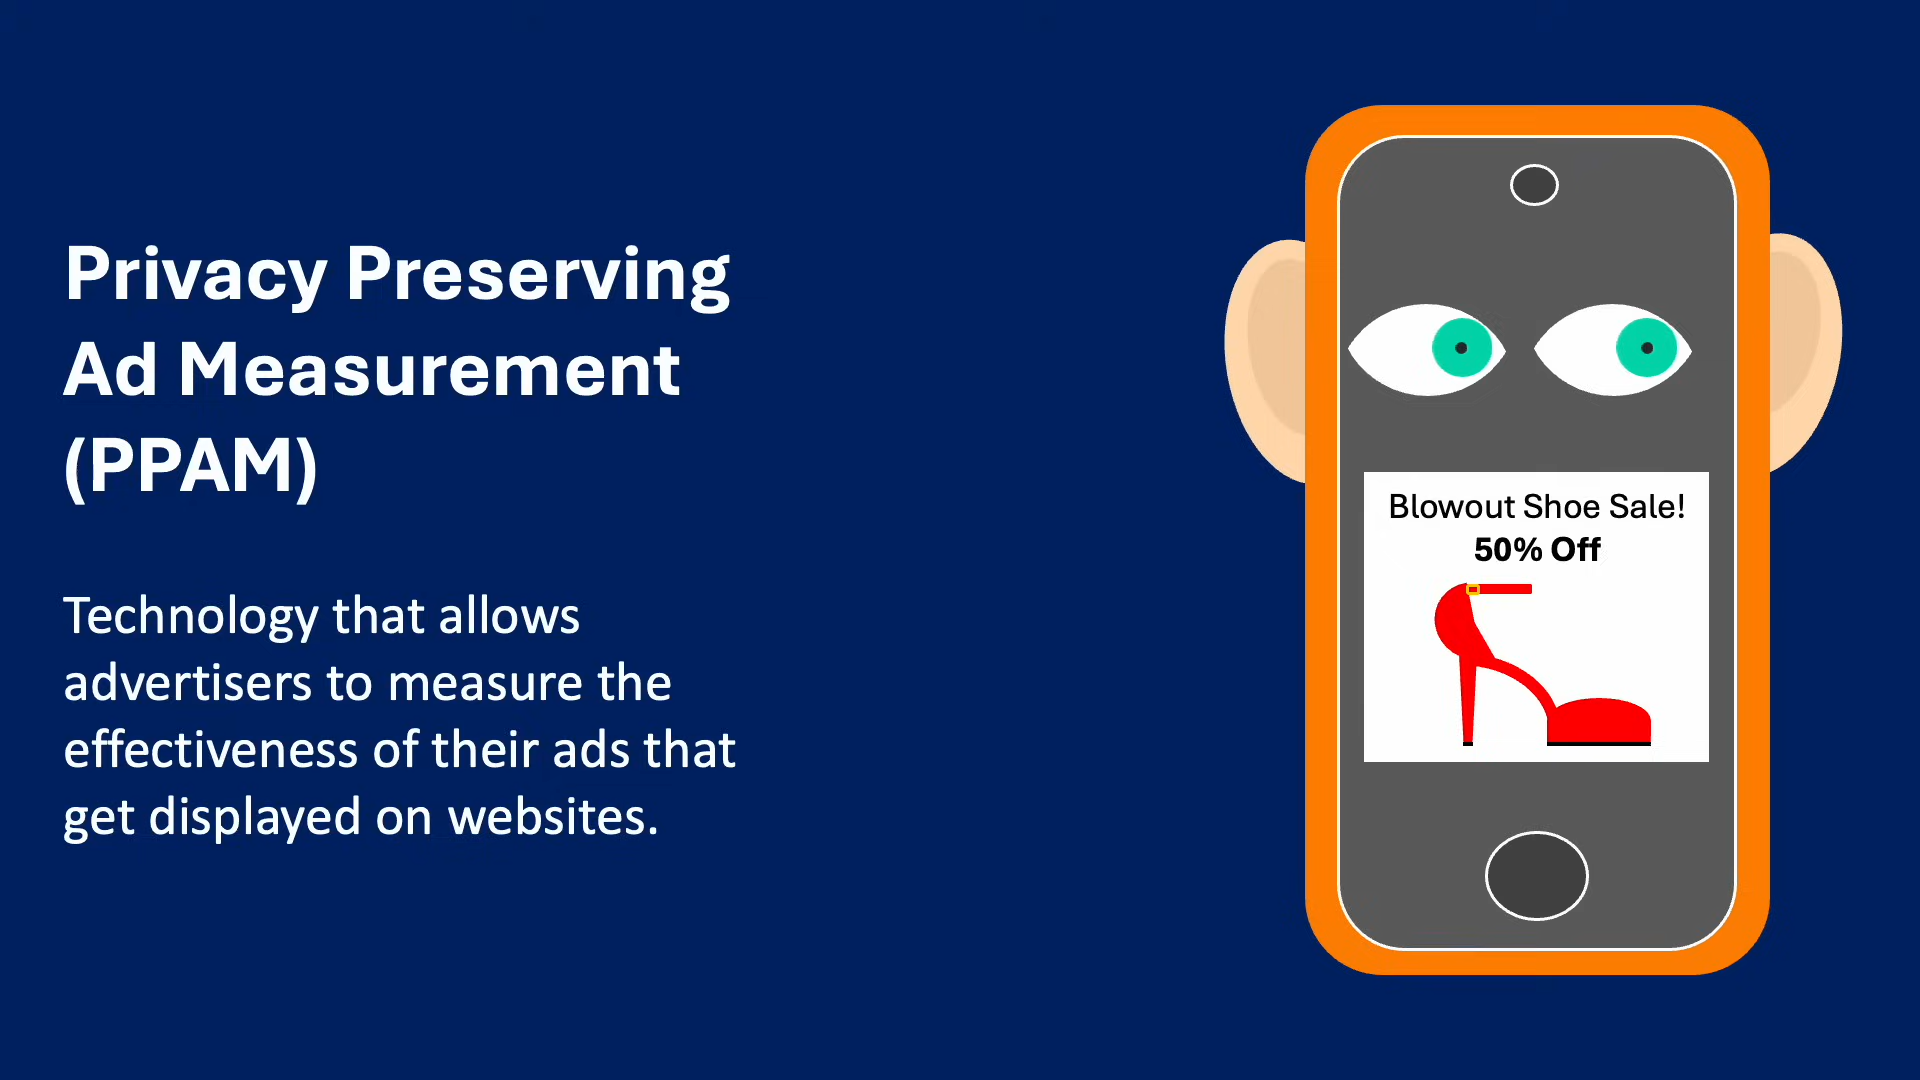 Privacy Preserving
Ad Measurement
(PPAM)
Technology that allows
advertisers to measure the
effectiveness of their ads that
get displayed on websites.
Blowout Shoe Sale!
50% Off